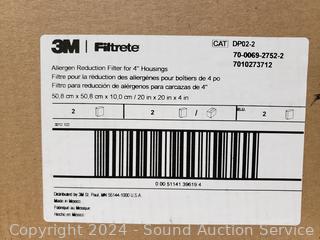 3M | Filtrete
CAT DP02-2
70-0069-2752-2
7010273712
Allergen Reduction Filter for 4" Housings
Filtre pour la réduction des allergènes pour boîtiers de 4 po
Filtro para reducción de alérgenos para carcazas de 4"
50,8 cm x 50,8 cm x 10,0 cm / 20 in x 20 in x 4 in
2
2
/
2
0 00 51141 39619 4
Distributed by 3M St. Paul, MN 55144-1000 U.S.A.
Made in Mexico
Fabriqué au Mexique
Hecho en Mexico
Copyright 2024 - Sound Auction Service